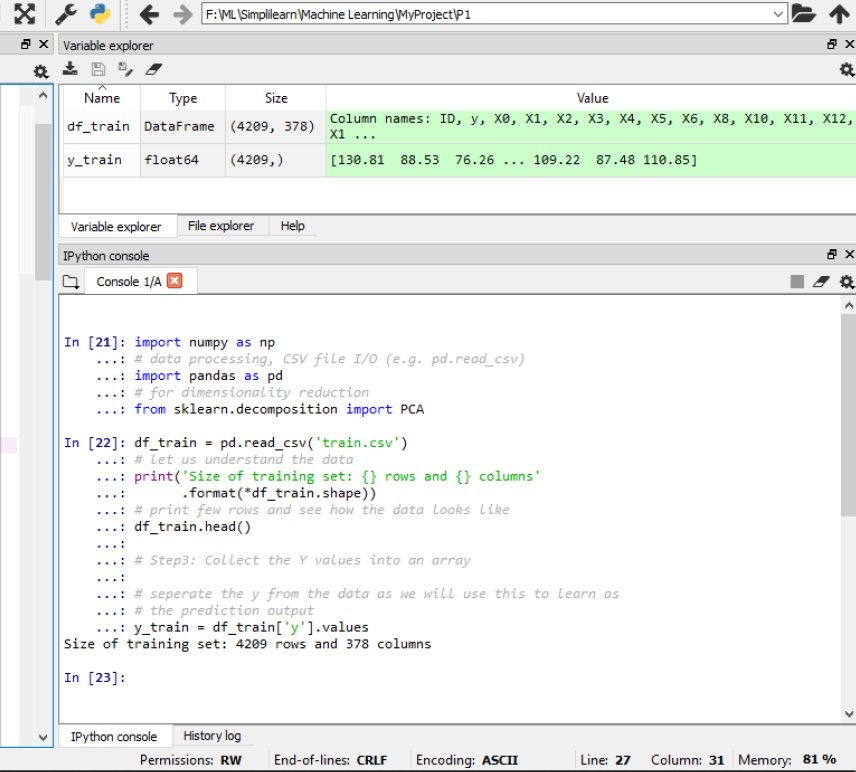 F:\ML\Simplilearn\Machine Learning\MyProject\P1
Variable explorer
Name Type Size Value
df_train DataFrame (4209, 378) Column names: ID, y, X0, X1, X2, X3, X4, X5, X6, X8, X10, X11, X12,
X1 ...
y_train float64 (4209,) [130.81  88.53  76.26 ... 109.22  87.48 110.85]
Variable explorer File explorer Help
IPython console
Console 1/A
In [21]: import numpy as np
    ...: # data processing, CSV file I/O (e.g. pd.read_csv)
    ...: import pandas as pd
    ...: # for dimensionality reduction
    ...: from sklearn.decomposition import PCA
In [22]: df_train = pd.read_csv('train.csv')
    ...: # let us understand the data
    ...: print('Size of training set: {} rows and {} columns'
    ...:       .format(*df_train.shape))
    ...: # print few rows and see how the data looks like
    ...: df_train.head()
    ...:
    ...: # Step3: Collect the Y values into an array
    ...:
    ...: # seperate the y from the data as we will use this to learn as
    ...: # the prediction output
    ...: y_train = df_train['y'].values
Size of training set: 4209 rows and 378 columns
In [23]:
IPython console History log
Permissions: RW End-of-lines: CRLF Encoding: ASCII Line: 27 Column: 31 Memory: 81 %